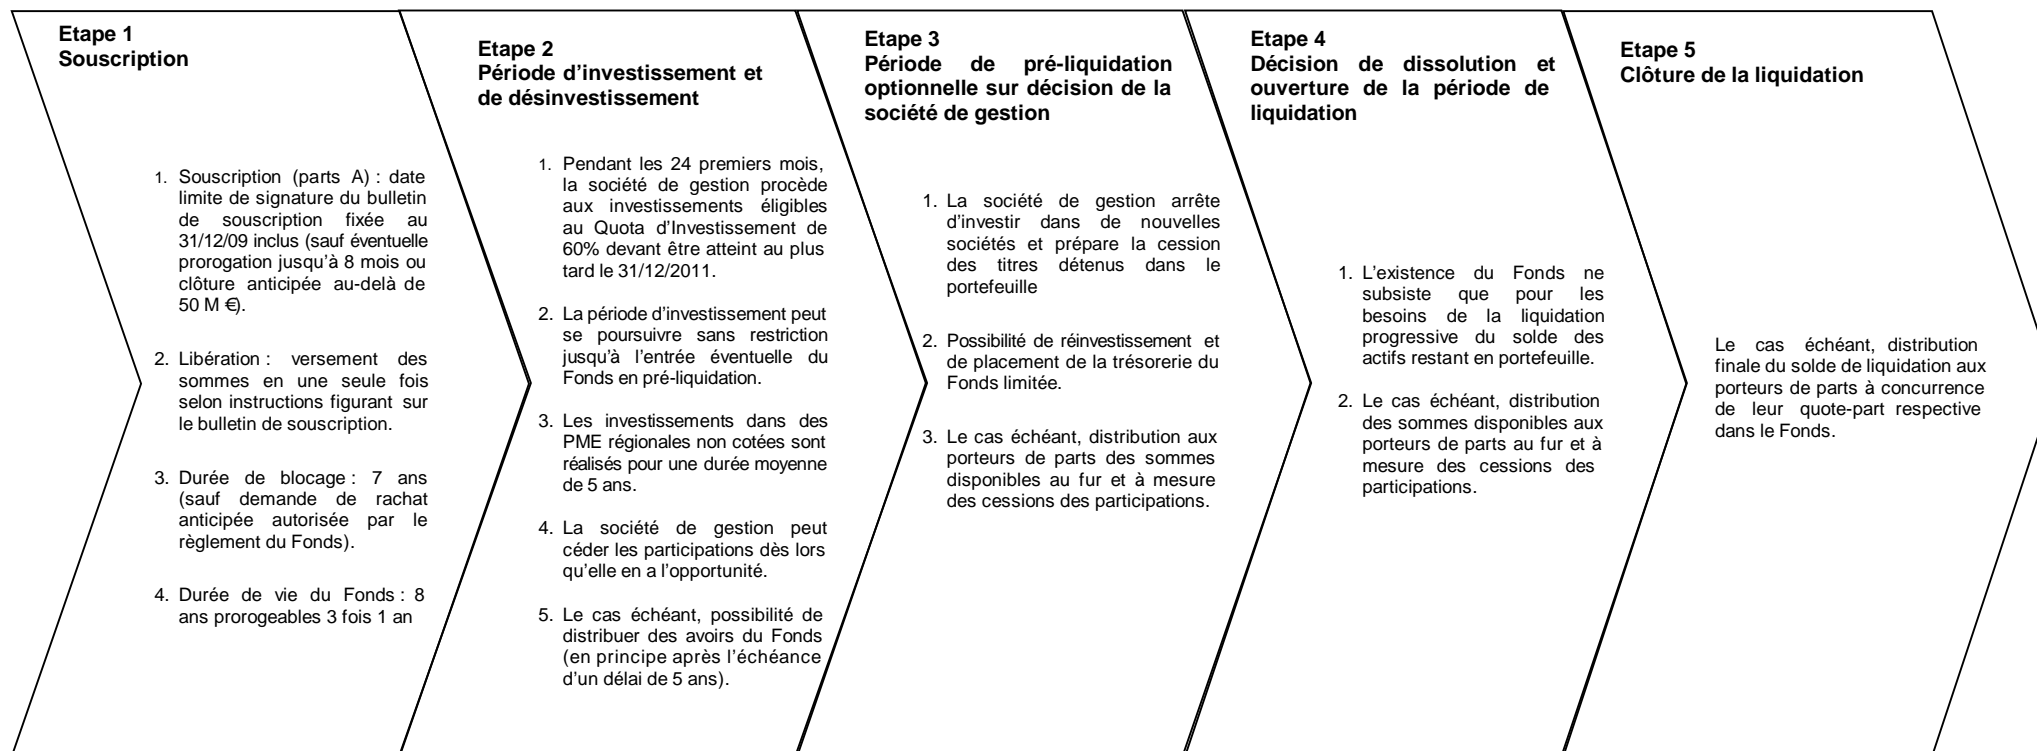 Etape 1
Souscription
1. Souscription (parts A) : date
limite de signature du bulletin
de souscription fixée au
31/12/09 inclus (sauf éventuelle
prorogation jusqu'à 8 mois ou
clôture anticipée au-delà de
50 M €).
2. Libération : versement des
sommes en une seule fois
selon instructions figurant sur
le bulletin de souscription.
3. Durée de blocage : 7 ans
(sauf demande de rachat
anticipée autorisée par le
règlement du Fonds).
4. Durée de vie du Fonds : 8
ans prorogeables 3 fois 1 an
Etape 2
Période d'investissement et
de désinvestissement
1. Pendant les 24 premiers mois,
la société de gestion procède
aux investissements éligibles
au Quota d'Investissement de
60% devant être atteint au plus
tard le 31/12/2011.
2. La période d'investissement peut
se poursuivre sans restriction
jusqu'à l'entrée éventuelle du
Fonds en pré-liquidation.
3. Les investissements dans des
PME régionales non cotées sont
réalisés pour une durée moyenne
de 5 ans.
4. La société de gestion peut
céder les participations dès lors
qu'elle en a l'opportunité.
5. Le cas échéant, possibilité de
distribuer des avoirs du Fonds
(en principe après l'échéance
d'un délai de 5 ans).
Etape 3
Période de pré-liquidation
optionnelle sur décision de la
société de gestion
1. La société de gestion arrête
d'investir dans de nouvelles
sociétés et prépare la cession
des titres détenus dans le
portefeuille
2. Possibilité de réinvestissement et
de placement de la trésorerie du
Fonds limitée.
3. Le cas échéant, distribution aux
porteurs de parts des sommes
disponibles au fur et à mesure
des cessions des participations.
Etape 4
Décision de dissolution et
ouverture de la période de
liquidation
1. L'existence du Fonds ne
subsiste que pour les
besoins de la liquidation
progressive du solde des
actifs restant en portefeuille.
2. Le cas échéant, distribution
des sommes disponibles aux
porteurs de parts au fur et à
mesure des cessions des
participations.
Etape 5
Clôture de la liquidation
Le cas échéant, distribution
finale du solde de liquidation aux
porteurs de parts à concurrence
de leur quote-part respective
dans le Fonds.